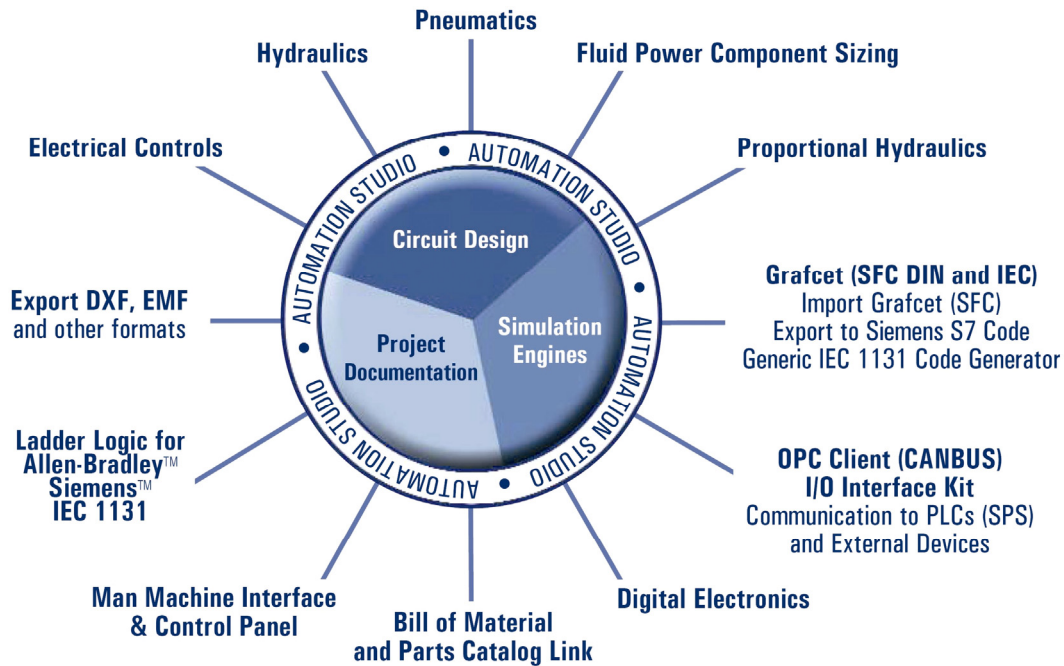 Pneumatics
Hydraulics
Fluid Power Component Sizing
Electrical Controls
Proportional Hydraulics
AUTOMATION STUDIO • AUTOMATION STUDIO • AUTOMATION STUDIO • AUTOMATION STUDIO • AUTOMATION STUDIO •
Circuit Design
Simulation
Engines
Project
Documentation
Export DXF, EMF
and other formats
Grafcet (SFC DIN and IEC)
Import Grafcet (SFC)
Export to Siemens S7 Code
Generic IEC 1131 Code Generator
Ladder Logic for
Allen-Bradley™
Siemens™
IEC 1131
OPC Client (CANBUS)
I/O Interface Kit
Communication to PLCs (SPS)
and External Devices
Man Machine Interface
& Control Panel
Bill of Material
and Parts Catalog Link
Digital Electronics